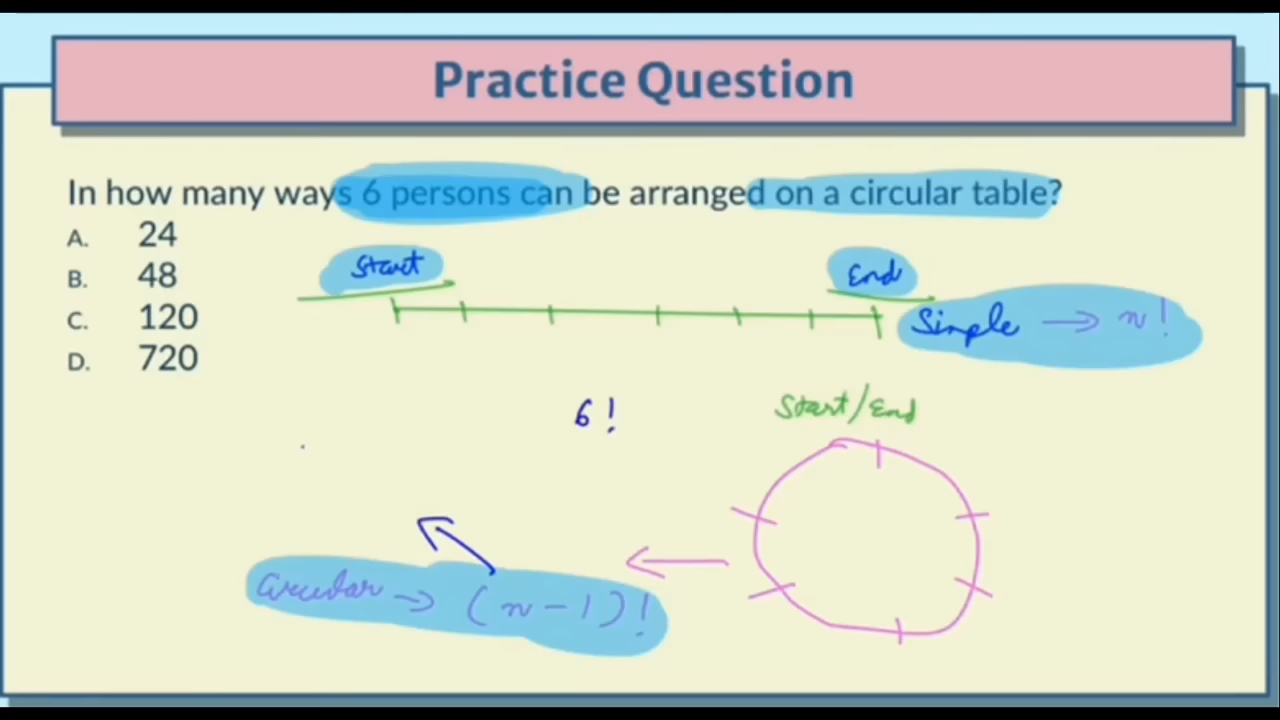 Practice Question
In how many ways 6 persons can be arranged on a circular table?
A. 24
B. 48
C. 120
D. 720
Start
End
Simple → n!
6!
Start/End
Circular → (n-1)!